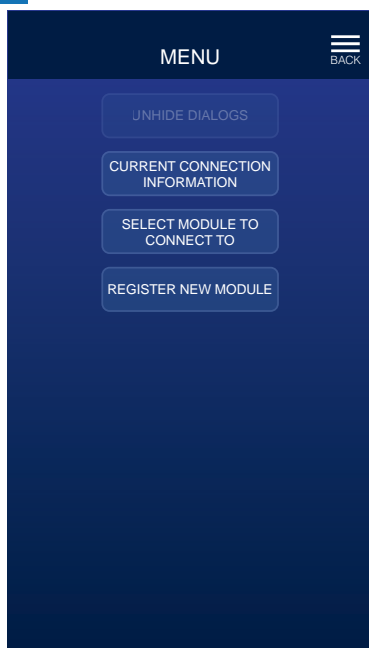 MENU
BACK
UNHIDE DIALOGS
CURRENT CONNECTION
INFORMATION
SELECT MODULE TO
CONNECT TO
REGISTER NEW MODULE